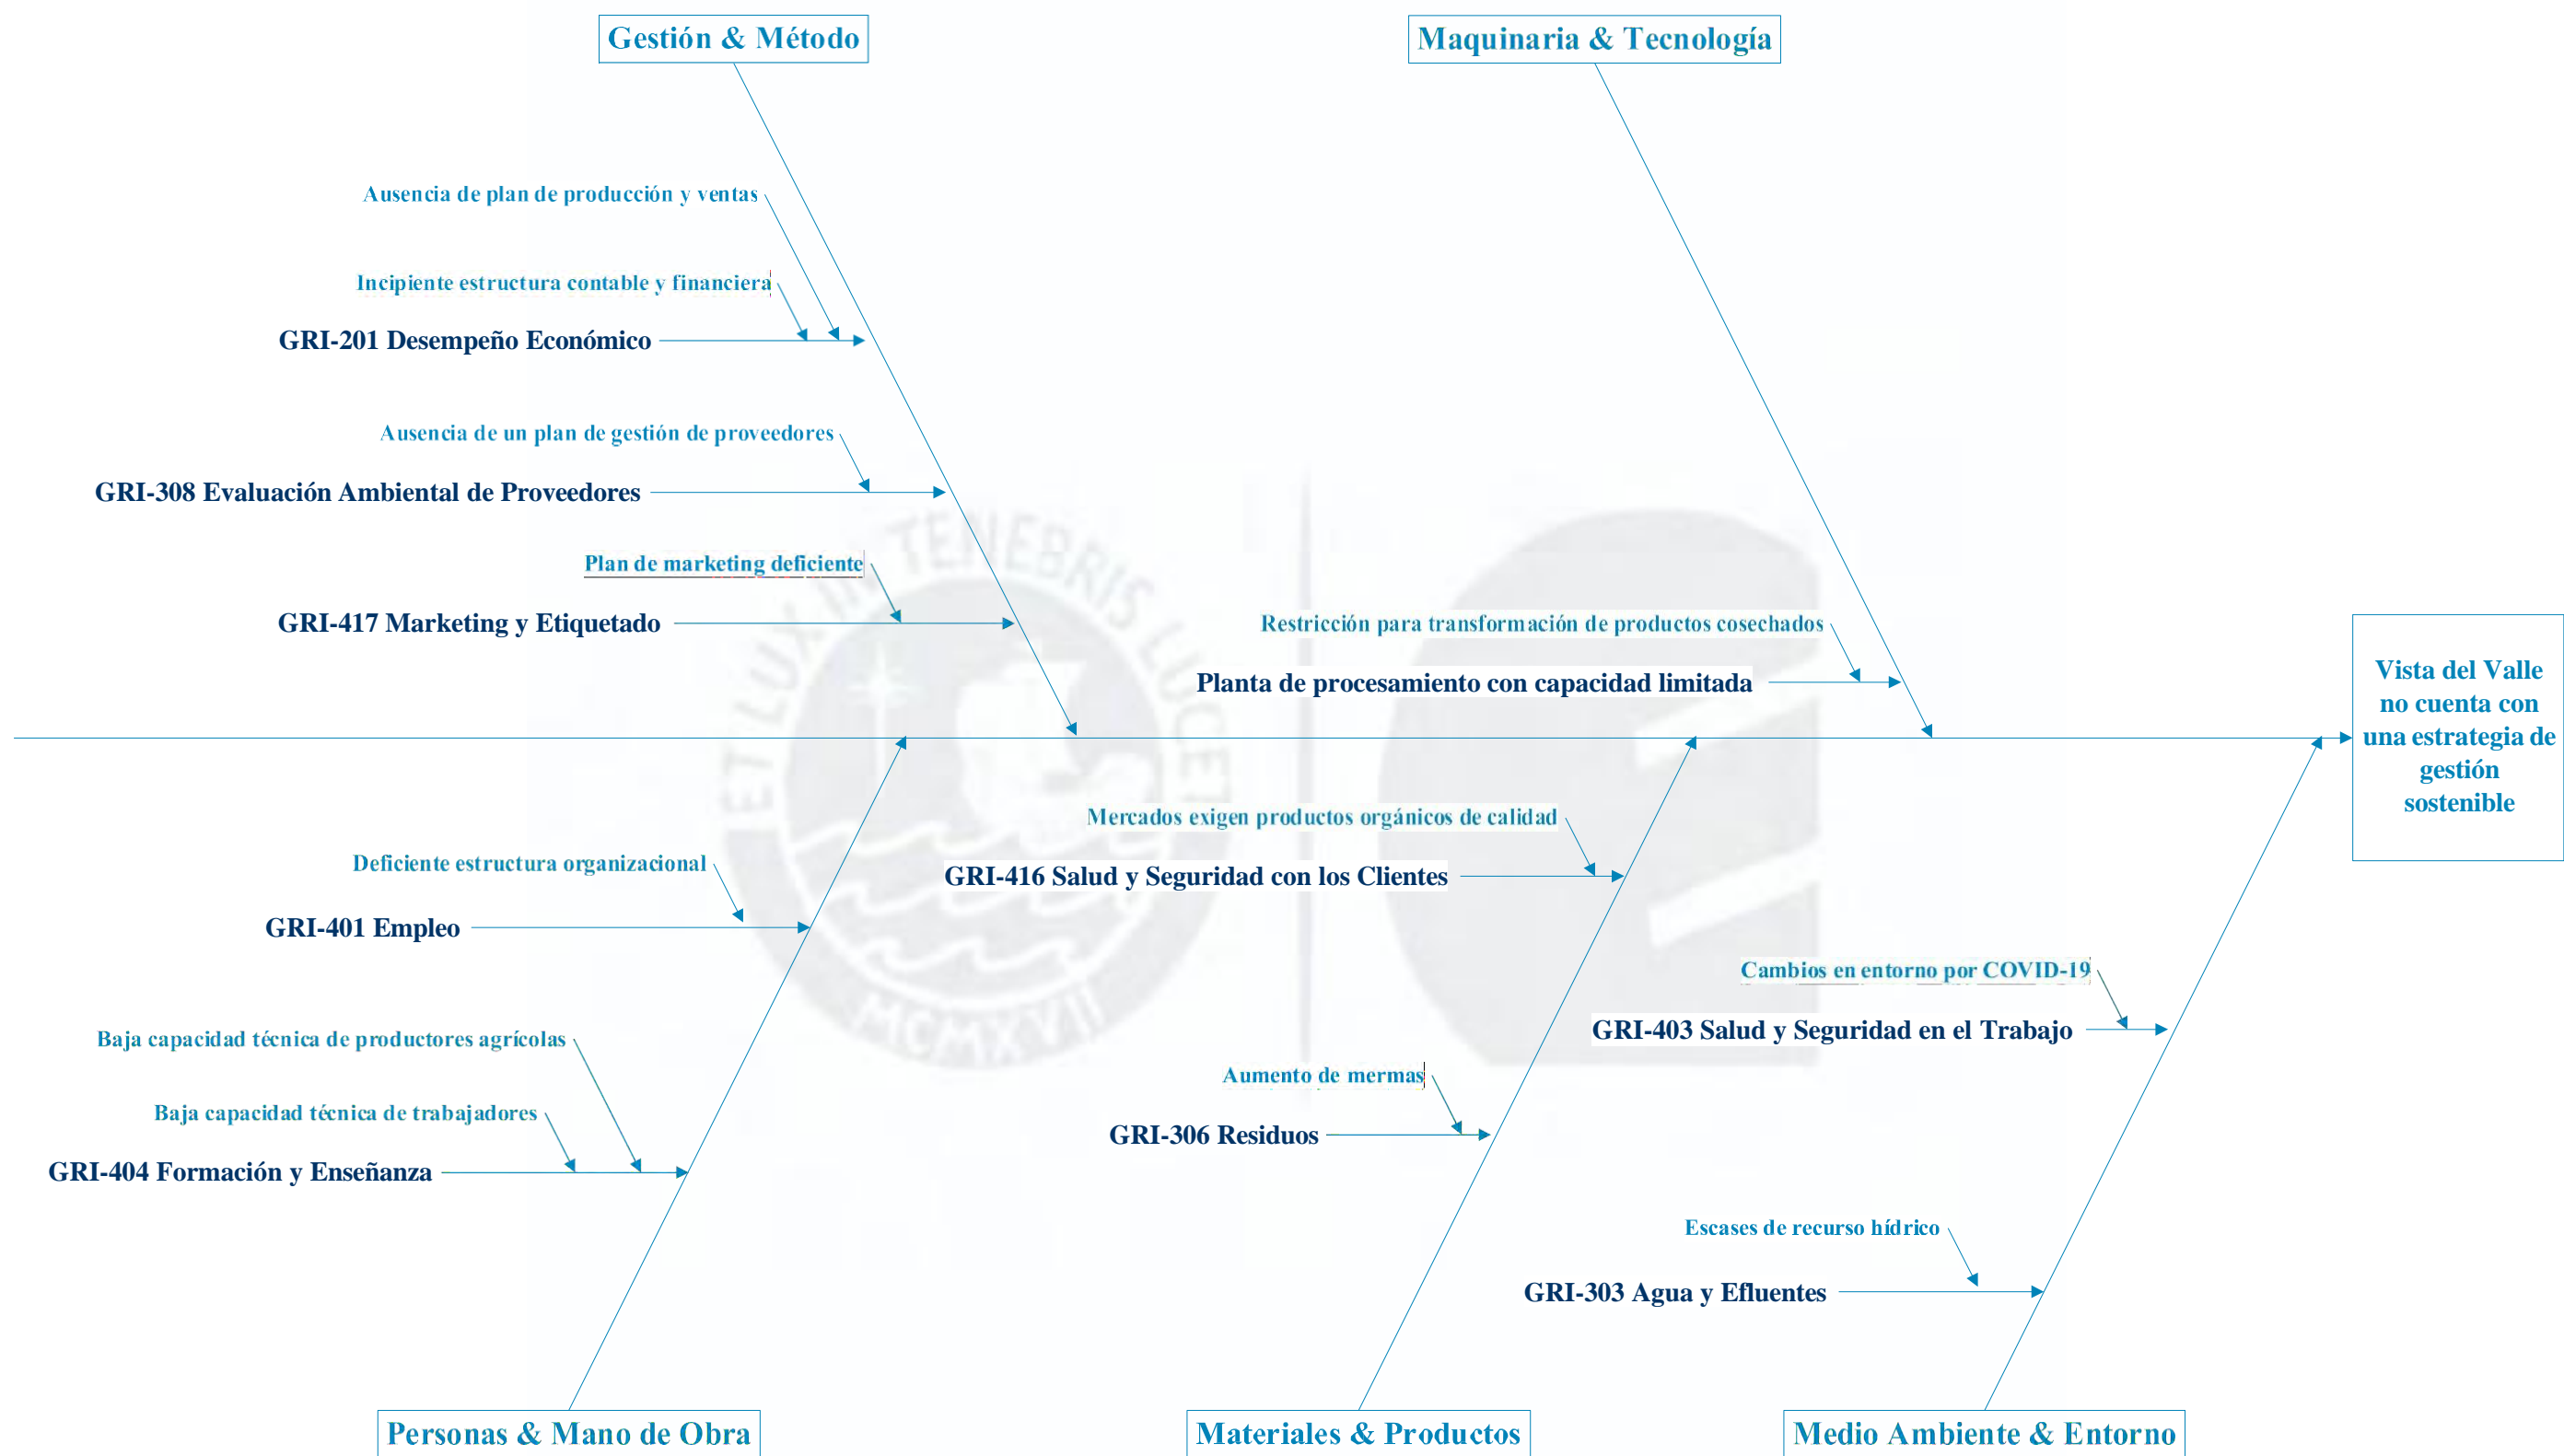 Gestión & Método
Maquinaria & Tecnología
Ausencia de plan de producción y ventas
Incipiente estructura contable y financiera
GRI-201 Desempeño Económico
Ausencia de un plan de gestión de proveedores
GRI-308 Evaluación Ambiental de Proveedores
Plan de marketing deficiente
GRI-417 Marketing y Etiquetado
Restricción para transformación de productos cosechados
Planta de procesamiento con capacidad limitada
Vista del Valle
no cuenta con
una estrategia de
gestión
sostenible
Mercados exigen productos orgánicos de calidad
GRI-416 Salud y Seguridad con los Clientes
Deficiente estructura organizacional
GRI-401 Empleo
Cambios en entorno por COVID-19
GRI-403 Salud y Seguridad en el Trabajo
Baja capacidad técnica de productores agrícolas
Aumento de mermas
GRI-306 Residuos
Baja capacidad técnica de trabajadores
GRI-404 Formación y Enseñanza
Escases de recurso hídrico
GRI-303 Agua y Efluentes
Personas & Mano de Obra
Materiales & Productos
Medio Ambiente & Entorno
ET LUX IN TENEBRIS LUCET
MCMXVII